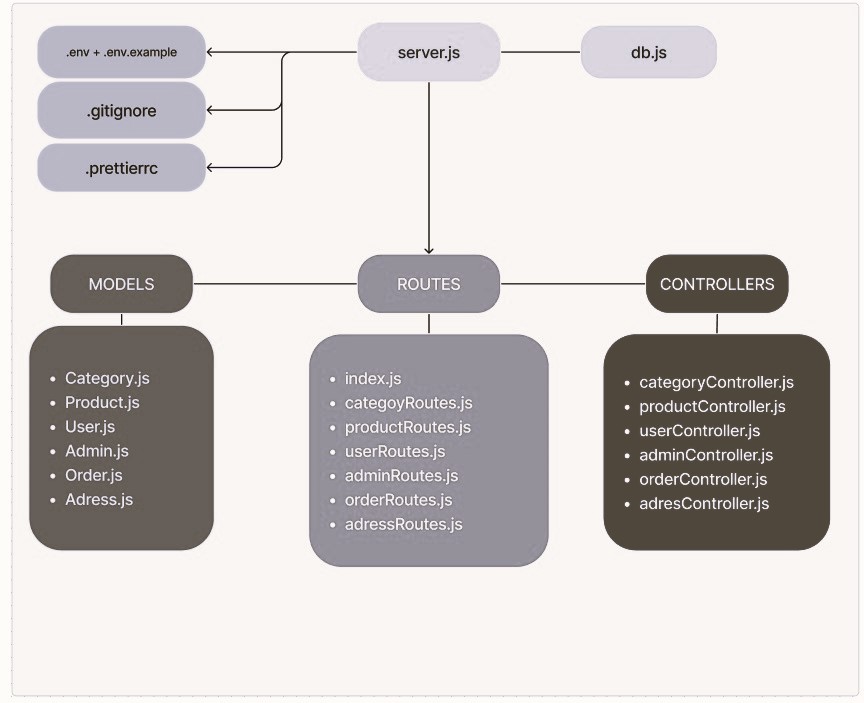 .env + .env.example
server.js
db.js
.gitignore
.prettierrc
MODELS
ROUTES
CONTROLLERS
Category.js
Product.js
User.js
Admin.js
Order.js
Adress.js
index.js
categoyRoutes.js
productRoutes.js
userRoutes.js
adminRoutes.js
orderRoutes.js
adressRoutes.js
categoryController.js
productController.js
userController.js
adminController.js
orderController.js
adresController.js